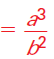 = a³/b²